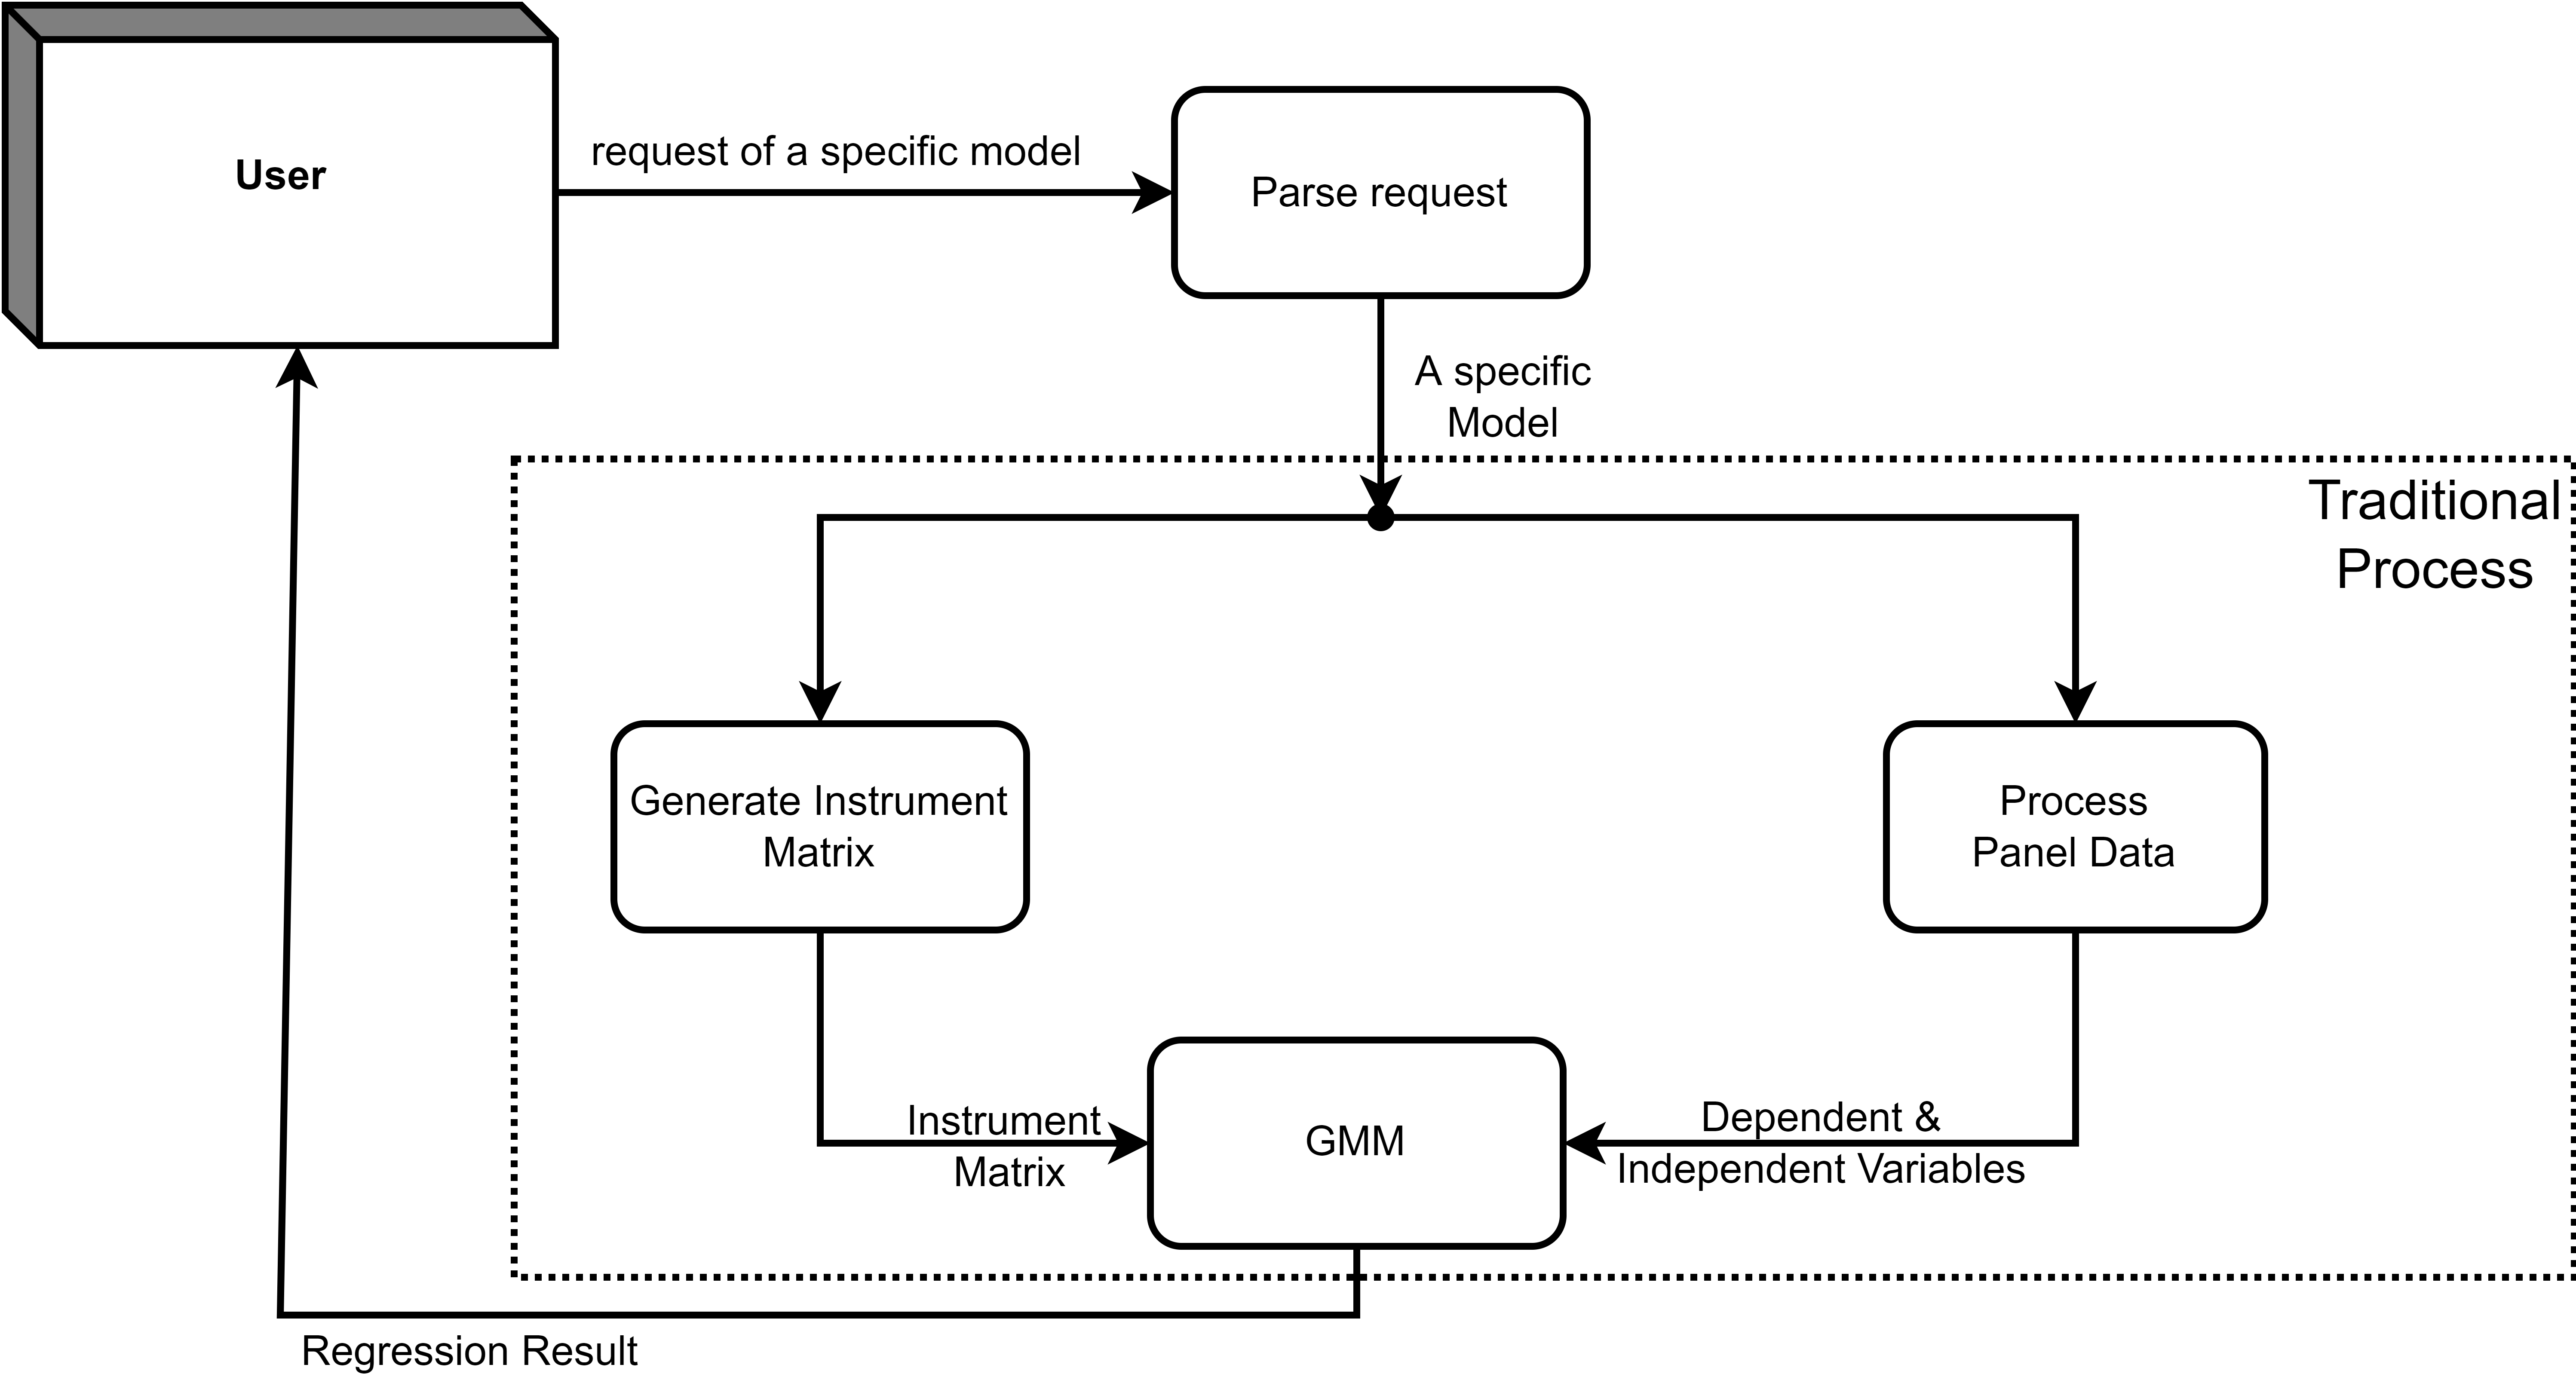 User
request of a specific model
Parse request
A specific
Model
Traditional
Process
Generate Instrument
Matrix
Process
Panel Data
Instrument
Matrix
GMM
Dependent &
Independent Variables
Regression Result